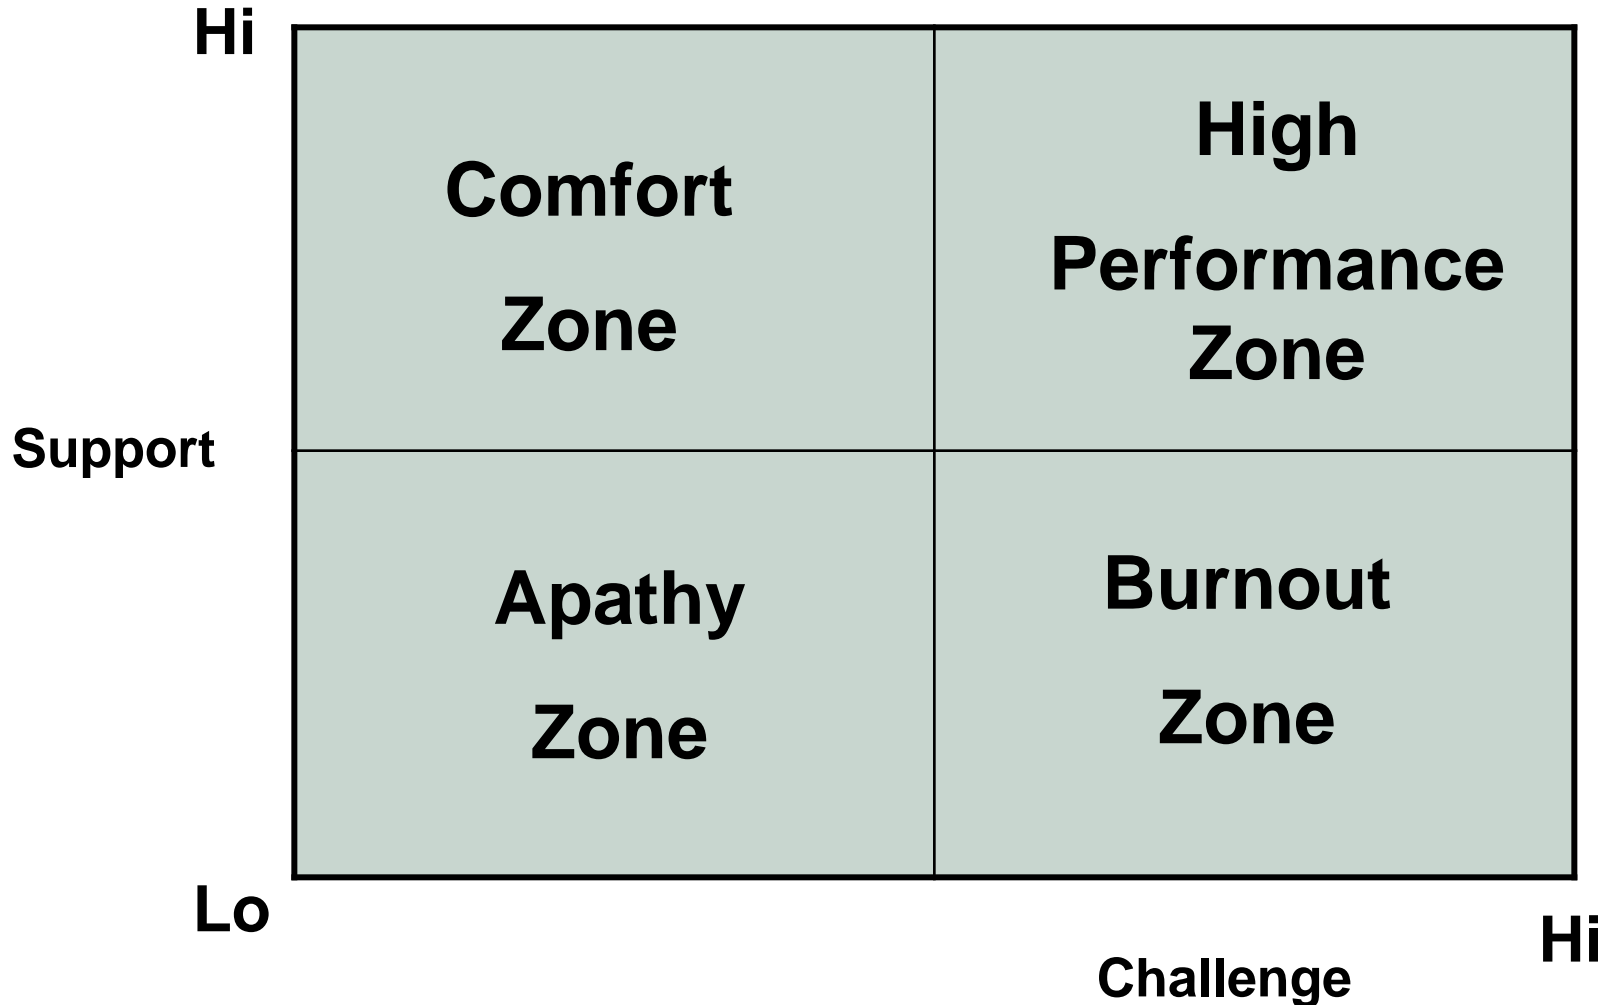 Hi
Comfort
Zone
High
Performance
Zone
Support
Apathy
Zone
Burnout
Zone
Lo
Hi
Challenge